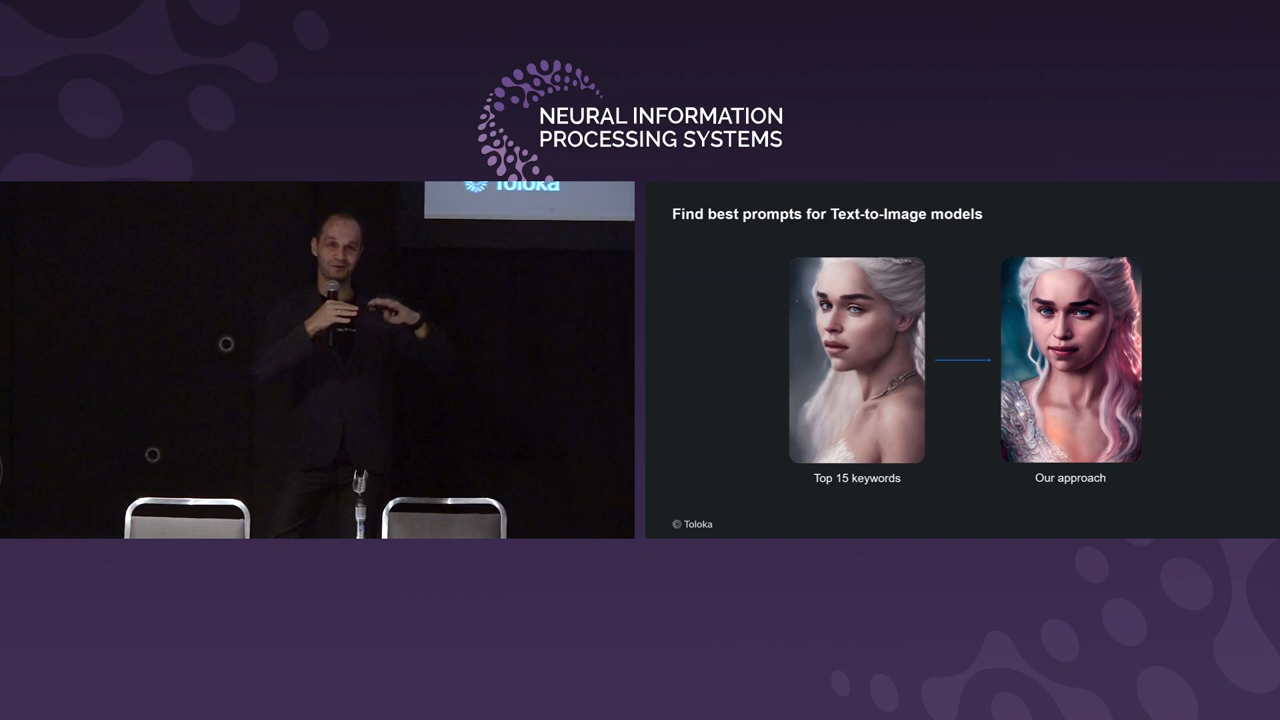 NEURAL INFORMATION
PROCESSING SYSTEMS
Toloka
Find best prompts for Text-to-Image models
Top 15 keywords
Our approach
Toloka